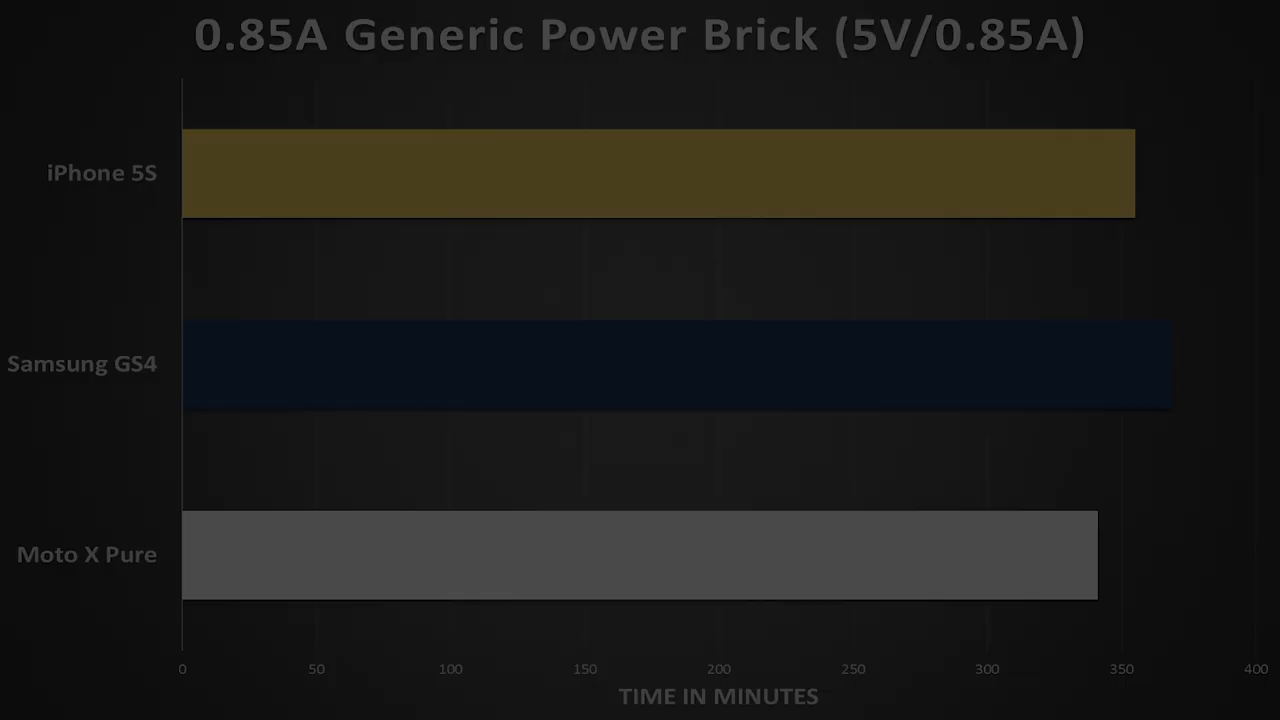 0.85A Generic Power Brick (5V/0.85A)
iPhone 5S
Samsung GS4
Moto X Pure
0 50 100 150 200 250 300 350 400
TIME IN MINUTES